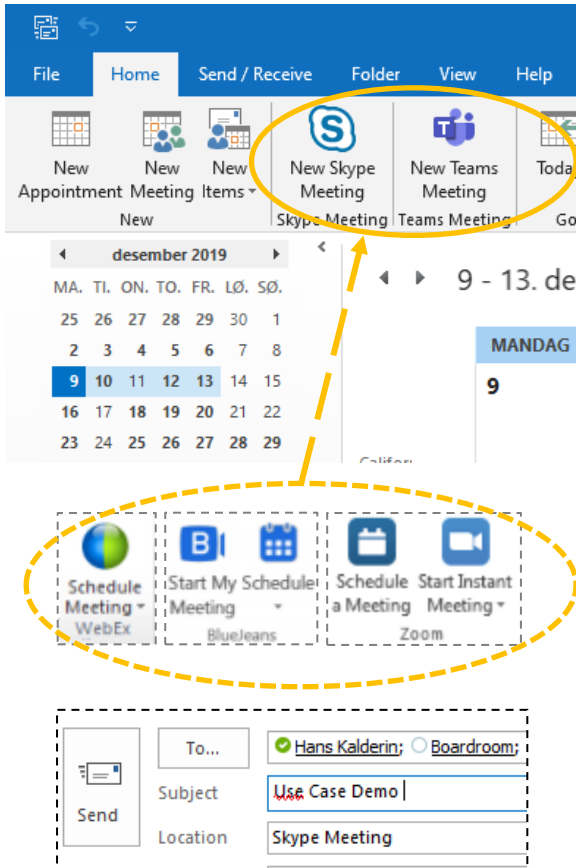 File Home Send / Receive Folder View Help
New Appointment
New Meeting
New Items
New
New Skype Meeting
Skype Meeting
New Teams Meeting
Teams Meeting
desember 2019
MA. TI. ON. TO. FR. LØ. SØ.
25 26 27 28 29 30 1
2 3 4 5 6 7 8
9 10 11 12 13 14 15
16 17 18 19 20 21 22
23 24 25 26 27 28 29
9 - 13. de
MANDAG
9
Schedule
Meeting
WebEx
Start My
Meeting
Schedule
BlueJeans
Schedule
a Meeting
Start Instant
Meeting
Zoom
Send
To...
Hans Kalderin; Boardroom;
Subject
Use Case Demo
Location
Skype Meeting